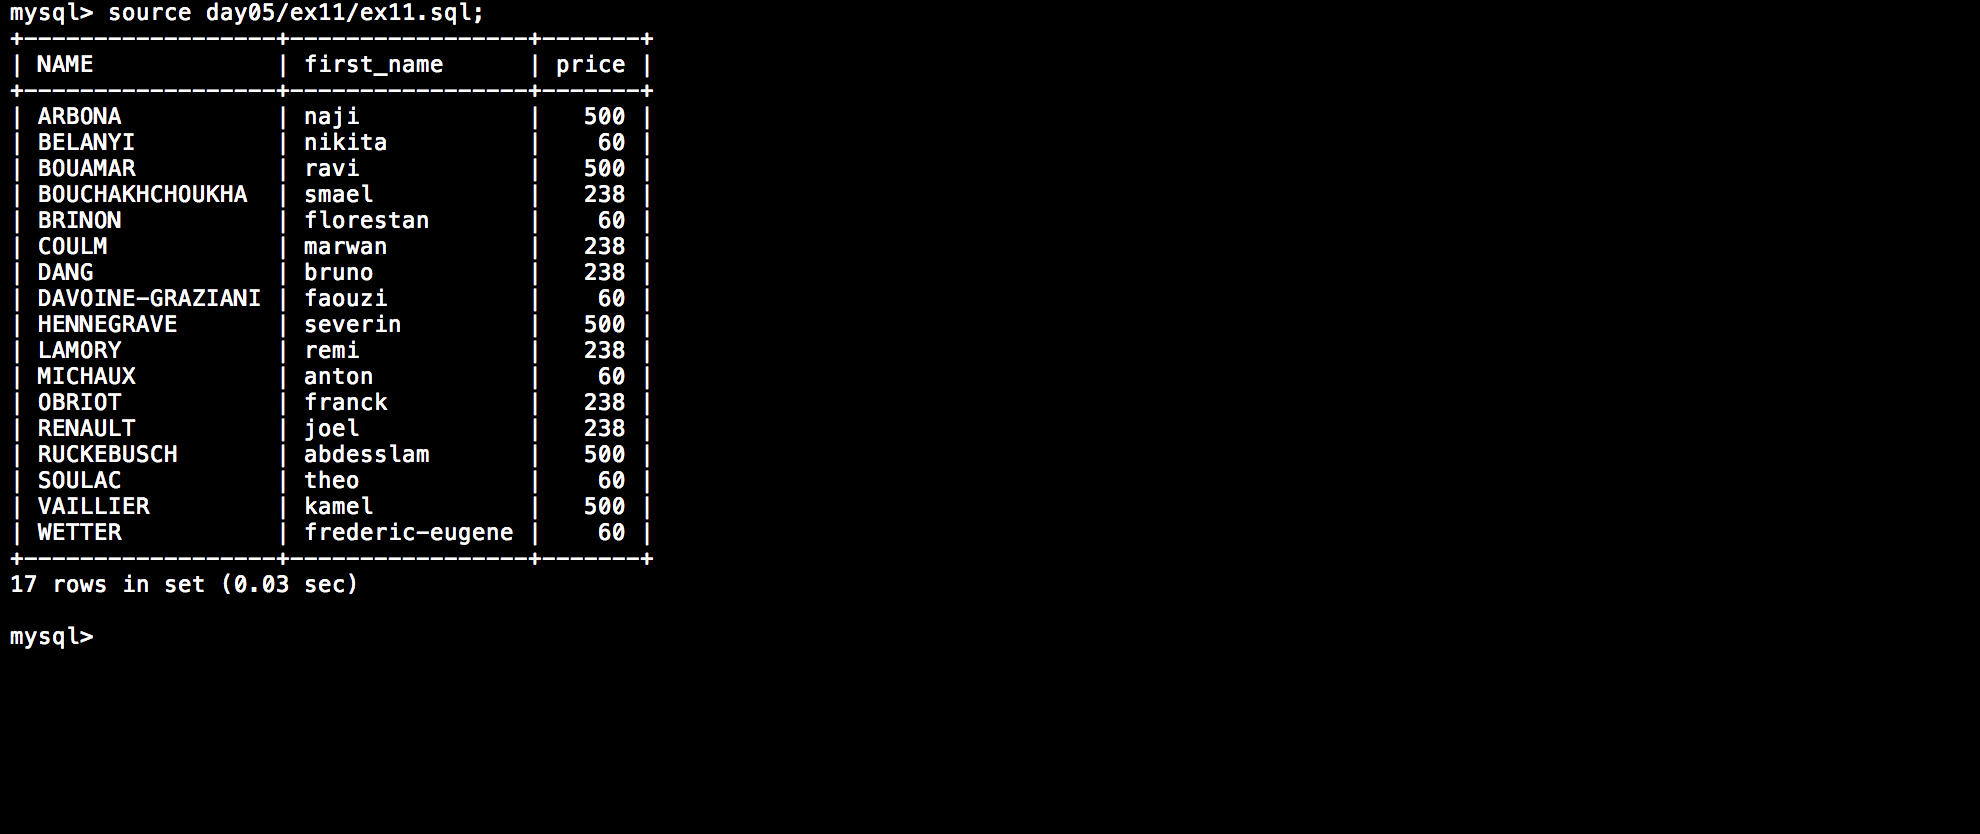 mysql> source day05/ex11/ex11.sql;
+------------------+-----------------+-------+
| NAME             | first_name      | price |
+------------------+-----------------+-------+
| ARBONA           | naji            |   500 |
| BELANYI          | nikita          |    60 |
| BOUAMAR          | ravi            |   500 |
| BOUCHAKHCHOUKHA  | smael           |   238 |
| BRINON           | florestan       |    60 |
| COULM            | marwan          |   238 |
| DANG             | bruno           |   238 |
| DAVOINE-GRAZIANI | faouzi          |    60 |
| HENNEGRAVE       | severin         |   500 |
| LAMORY           | remi            |   238 |
| MICHAUX          | anton           |    60 |
| OBRIOT           | franck          |   238 |
| RENAULT          | joel            |   238 |
| RUCKEBUSCH       | abdesslam       |   500 |
| SOULAC           | theo            |    60 |
| VAILLIER         | kamel           |   500 |
| WETTER           | frederic-eugene |    60 |
+------------------+-----------------+-------+
17 rows in set (0.03 sec)
mysql>